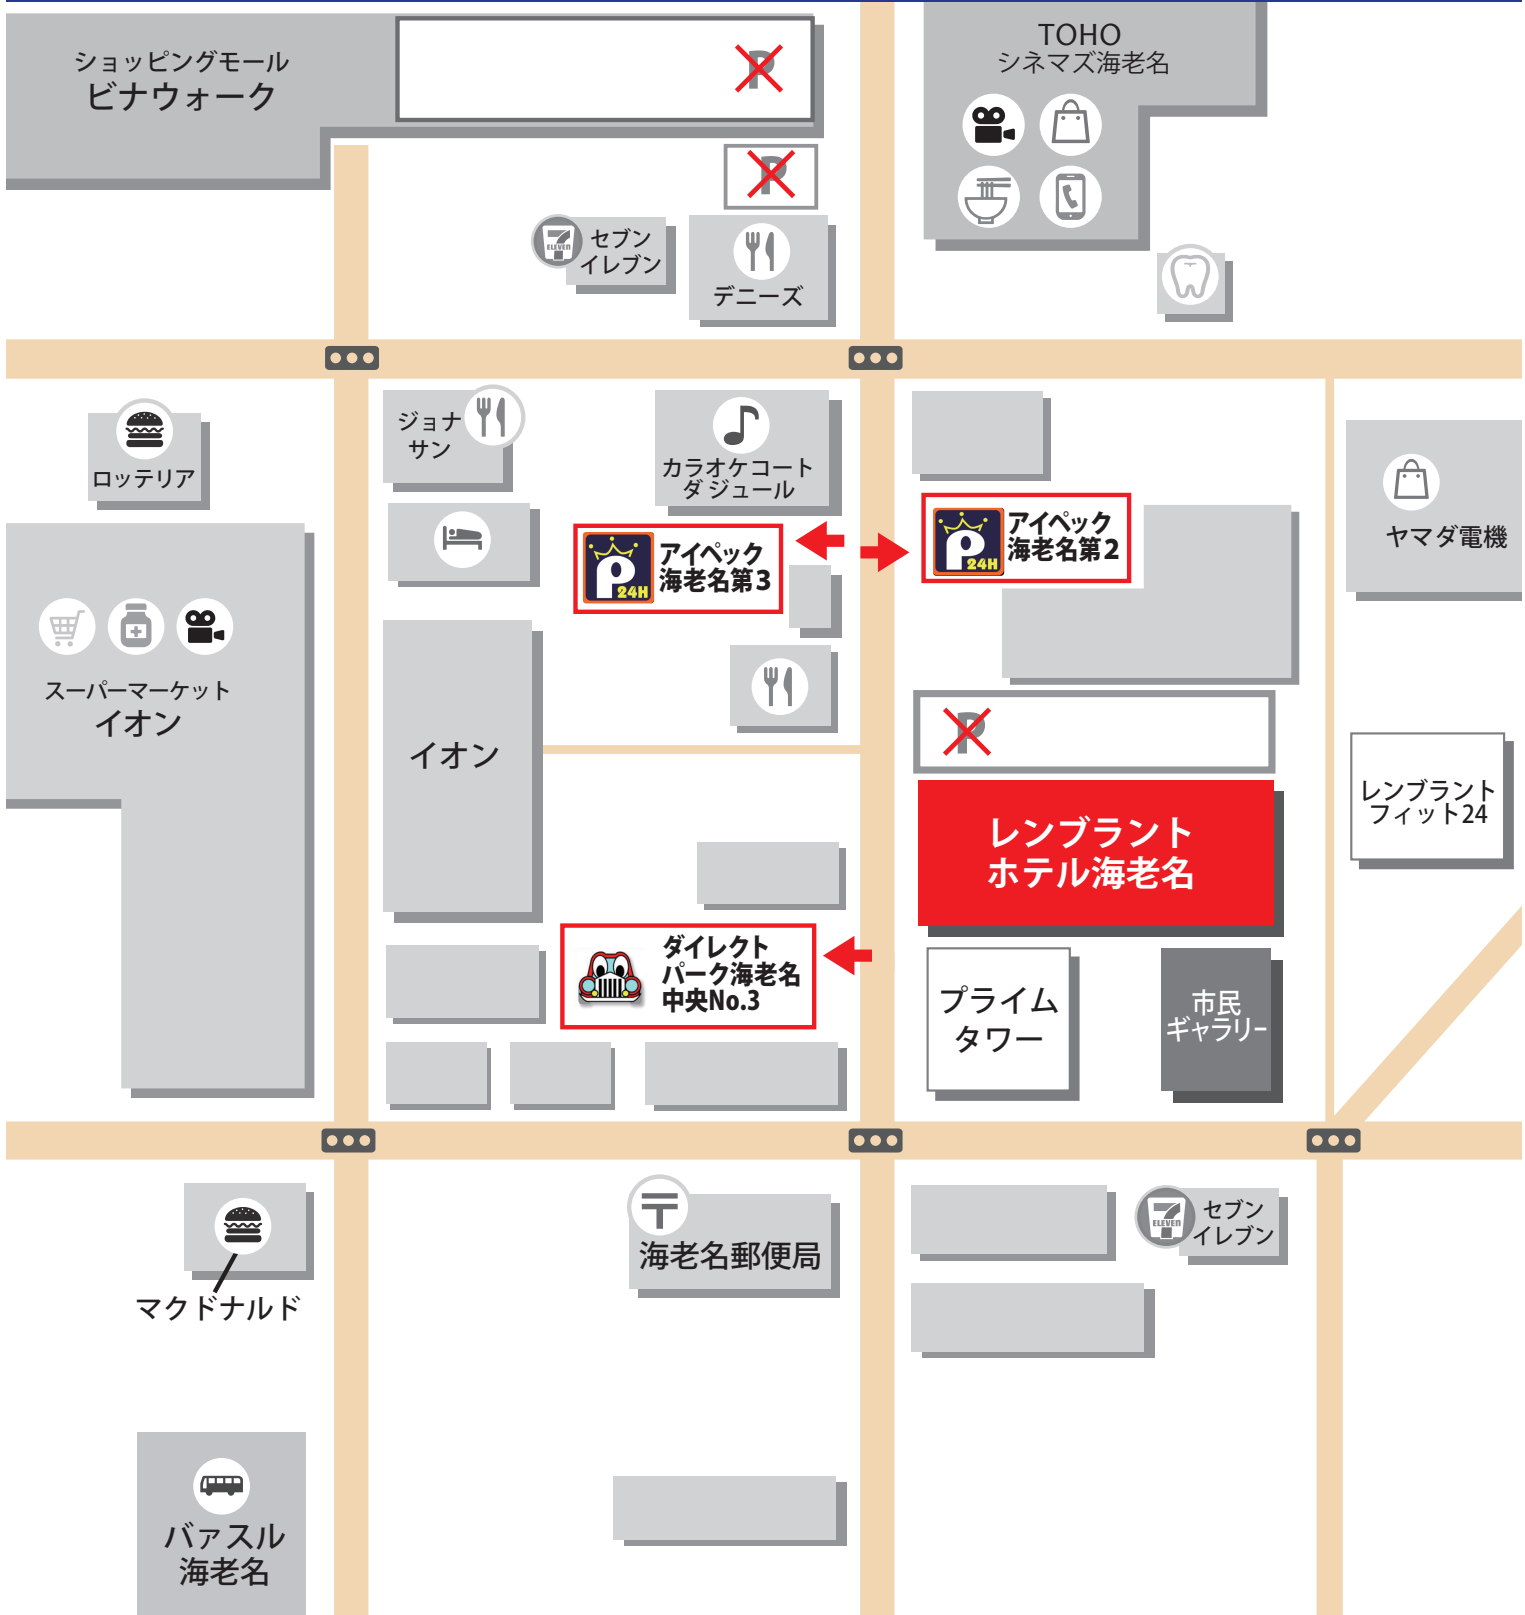 ショッピングモール
ビナウォーク
P
TOHO
シネマズ海老名
P
7
ELEVEN
セブン
イレブン
デニーズ
ロッテリア
ジョナ
サン
カラオケコート
ダジュール
P
24H
アイペック
海老名第3
P
24H
アイペック
海老名第2
ヤマダ電機
スーパーマーケット
イオン
イオン
P
レンブラント
ホテル海老名
レンブラント
フィット24
ダイレクト
パーク海老名
中央No.3
プライム
タワー
市民
ギャラリー
マクドナルド
〒
海老名郵便局
7
ELEVEN
セブン
イレブン
バァスル
海老名